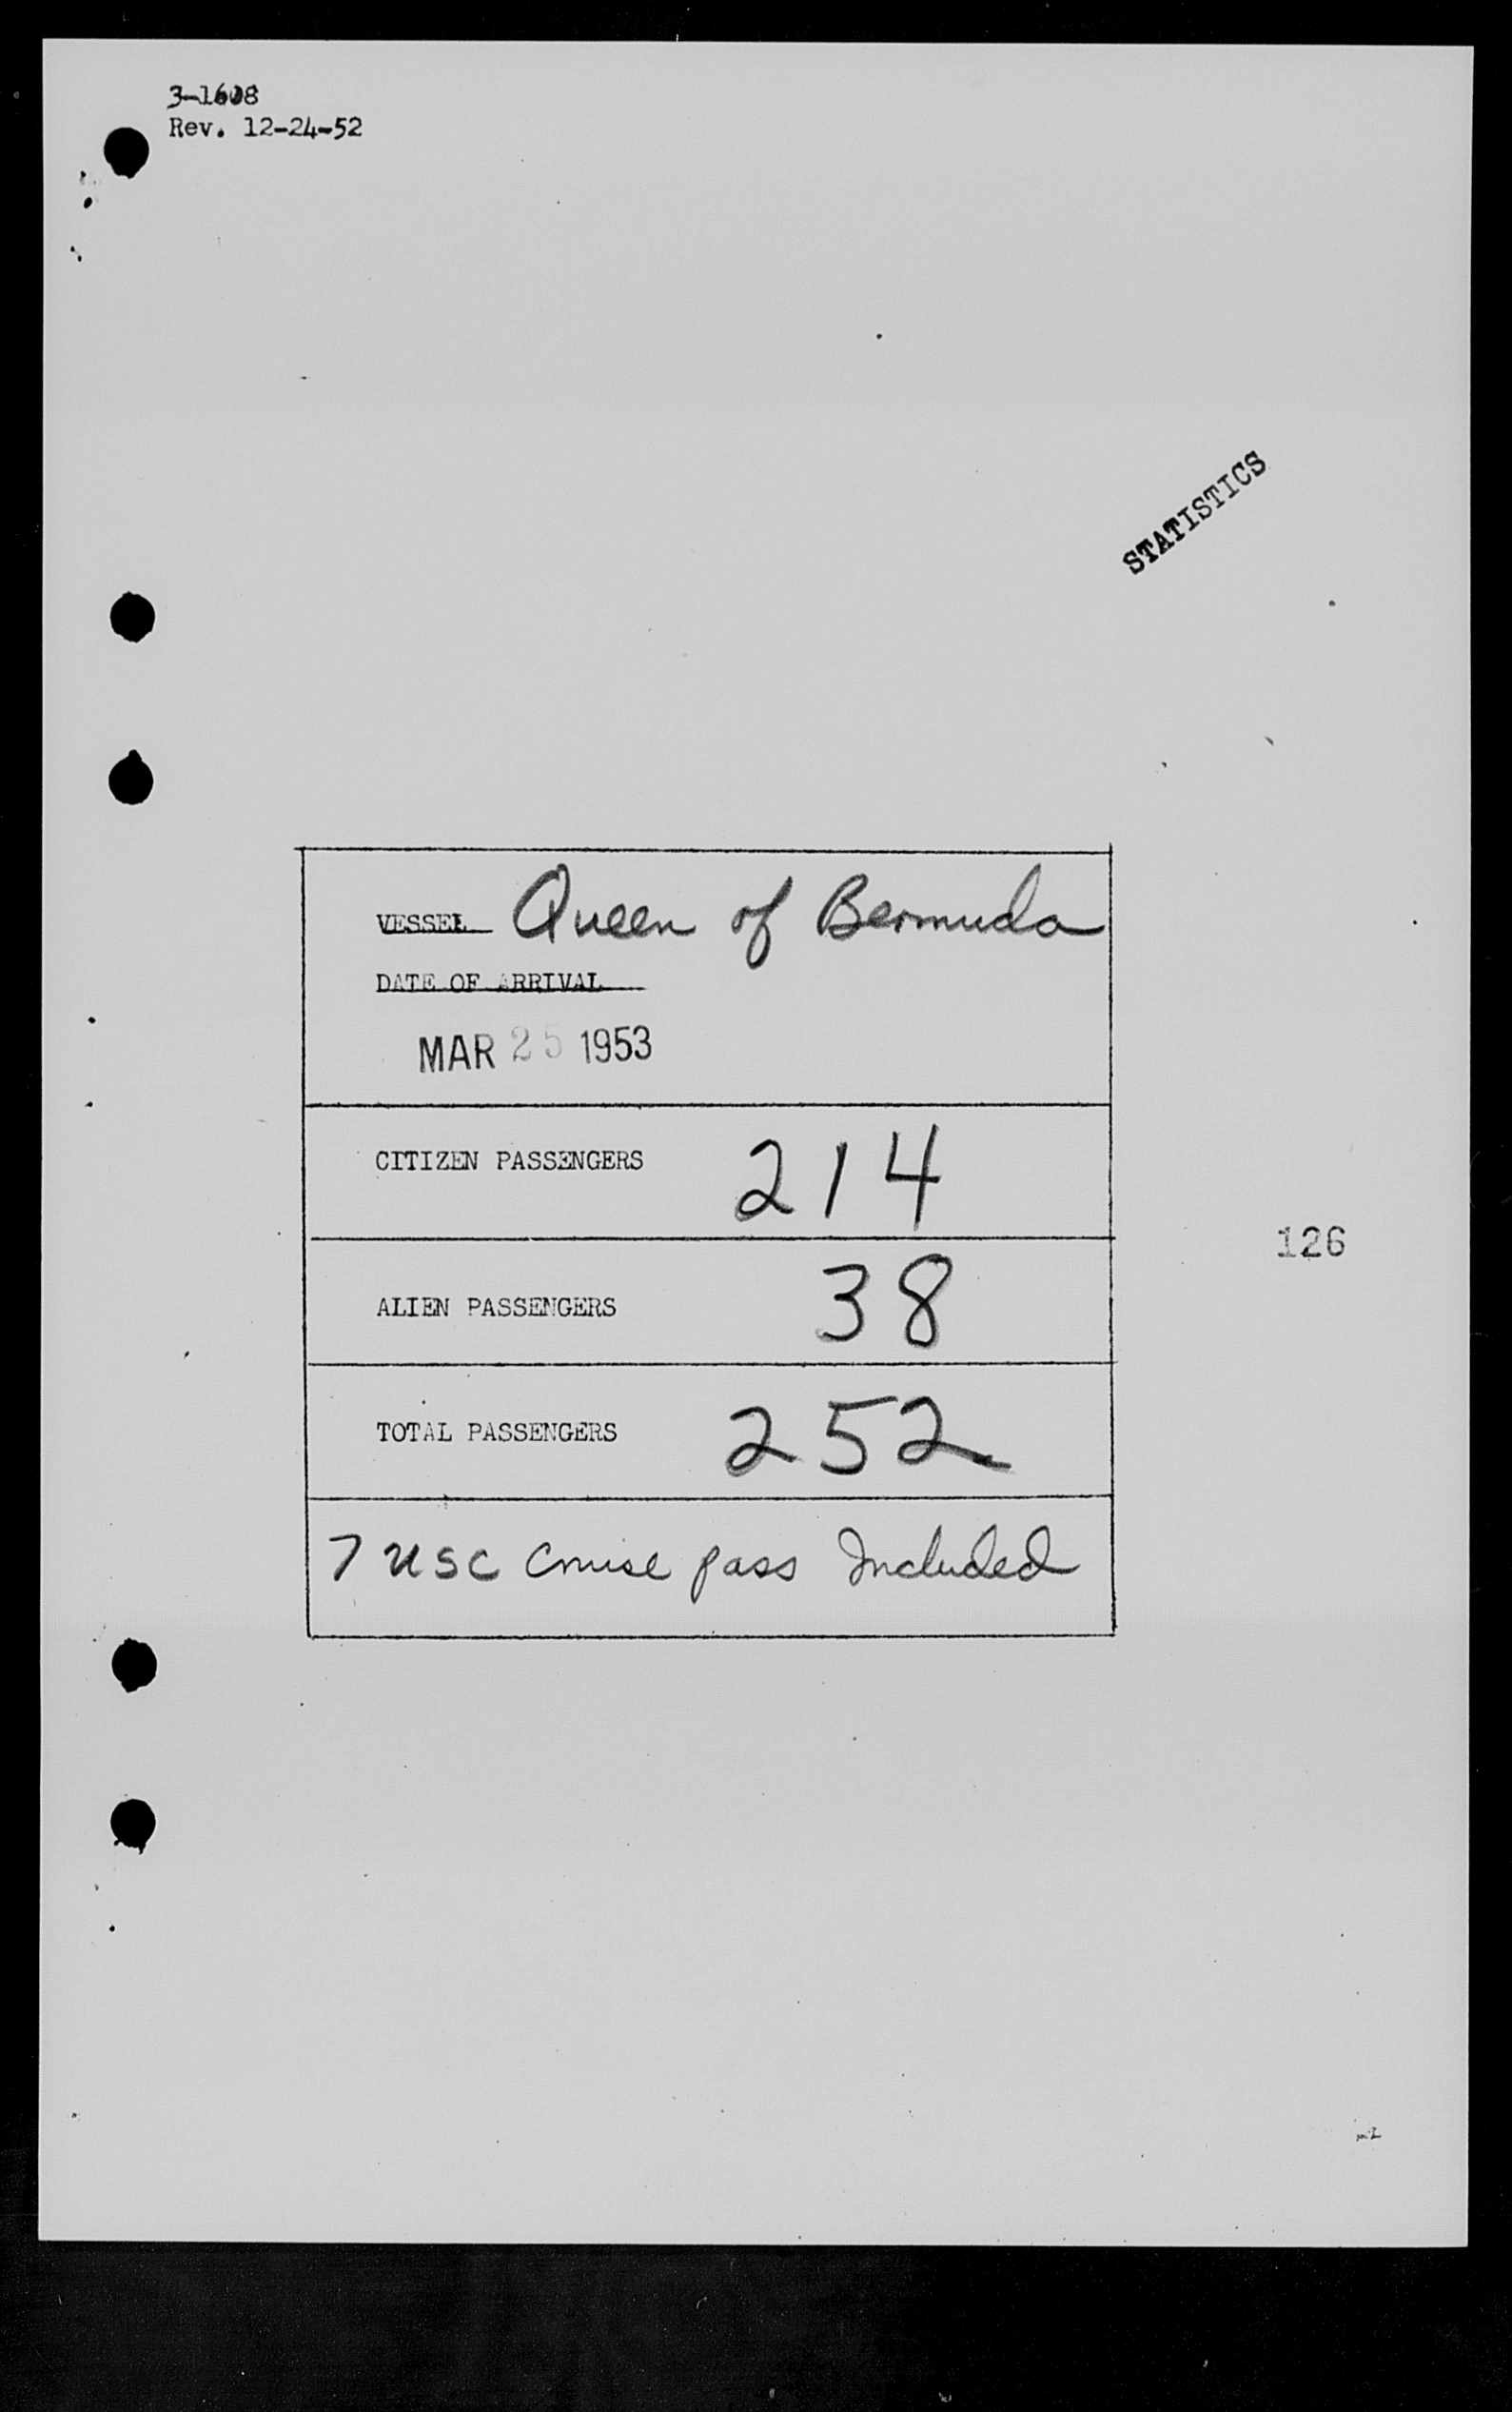 3-1608
Rev. 12-24-52
STATISTICS
VESSEL Queen of Bermuda
DATE OF ARRIVAL
MAR 25 1953
CITIZEN PASSENGERS 214
126
ALIEN PASSENGERS 38
TOTAL PASSENGERS 252
7 USC Cruise pass Included